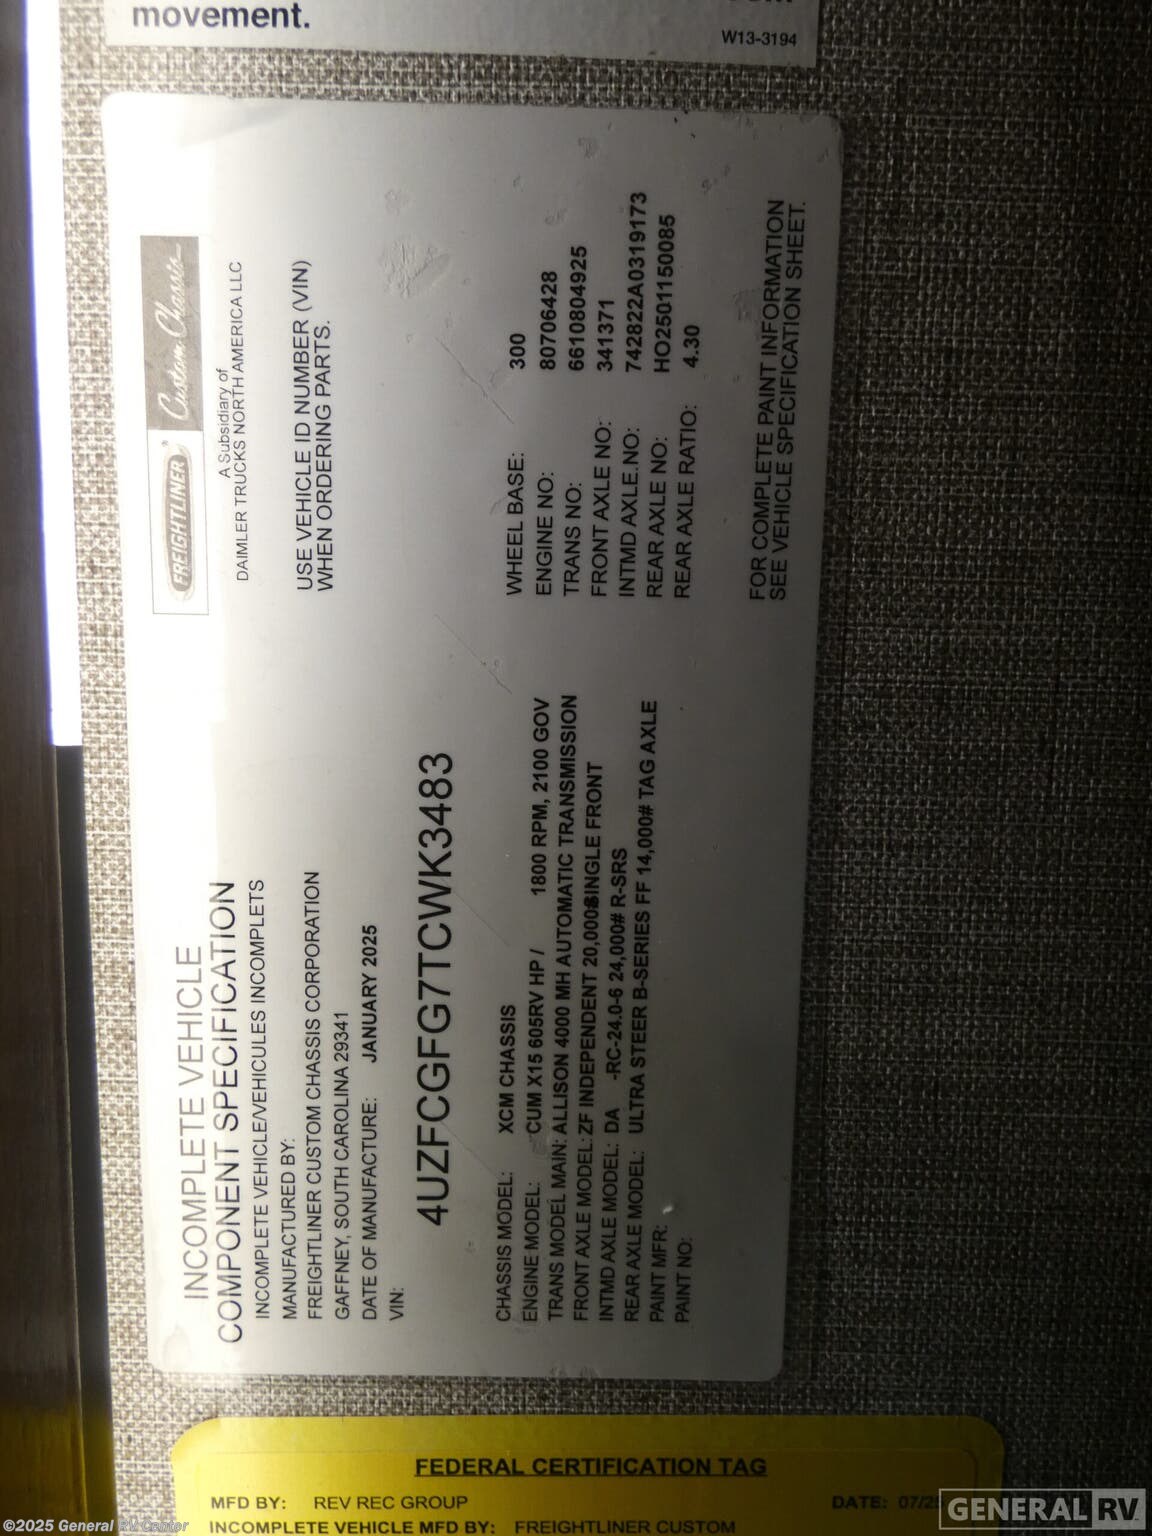 movement.
W13-3194
FREIGHTLINER
Custom Chassis
A Subsidiary of
DAIMLER TRUCKS NORTH AMERICA LLC
USE VEHICLE ID NUMBER (VIN)
WHEN ORDERING PARTS.
INCOMPLETE VEHICLE
COMPONENT SPECIFICATION
INCOMPLETE VEHICLE/VEHICULES INCOMPLETS
MANUFACTURED BY:
FREIGHTLINER CUSTOM CHASSIS CORPORATION
GAFFNEY, SOUTH CAROLINA 29341
DATE OF MANUFACTURE: JANUARY 2025
VIN:
4UZFCGFG7TCWK3483
CHASSIS MODEL: XCM CHASSIS
ENGINE MODEL: CUM X15 605RV HP / 1800 RPM, 2100 GOV
TRANS MODEL MAIN: ALLISON 4000 MH AUTOMATIC TRANSMISSION
FRONT AXLE MODEL: ZF INDEPENDENT 20,000# SINGLE FRONT
INTMD AXLE MODEL: DA -RC-24.0-6 24,000# R-SRS
REAR AXLE MODEL: ULTRA STEER B-SERIES FF 14,000# TAG AXLE
PAINT MFR:
PAINT NO:
WHEEL BASE: 300
ENGINE NO: 80706428
TRANS NO: 6610804925
FRONT AXLE NO: 341371
INTMD AXLE.NO: 742822A0319173
REAR AXLE NO: HO25011150085
REAR AXLE RATIO: 4.30
FOR COMPLETE PAINT INFORMATION
SEE VEHICLE SPECIFICATION SHEET.
FEDERAL CERTIFICATION TAG
MFD BY: REV REC GROUP DATE: 07/25
INCOMPLETE VEHICLE MFD BY: FREIGHTLINER CUSTOM
©2025 General RV Center
GENERAL RV